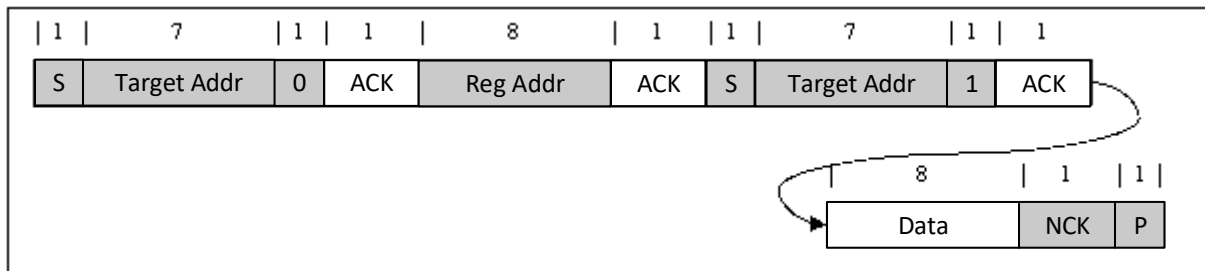 | 1 | 7 | 1 | 1 | 8 | 1 | 1 | 7 | 1 | 1
S Target Addr 0 ACK Reg Addr ACK S Target Addr 1 ACK
| 8 | 1 | 1 |
Data NCK P